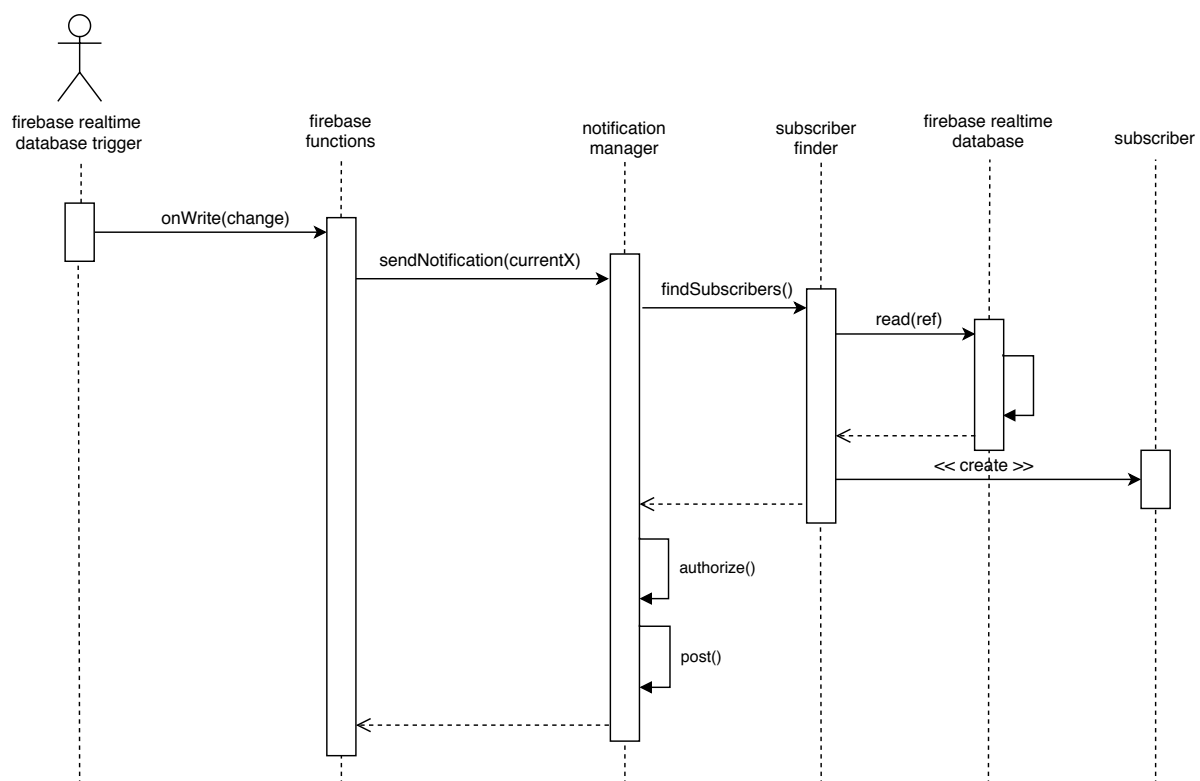 firebase realtime
database trigger
firebase
functions
notification
manager
subscriber
finder
firebase realtime
database
subscriber
onWrite(change)
sendNotification(currentX)
findSubscribers()
read(ref)
<< create >>
authorize()
post()